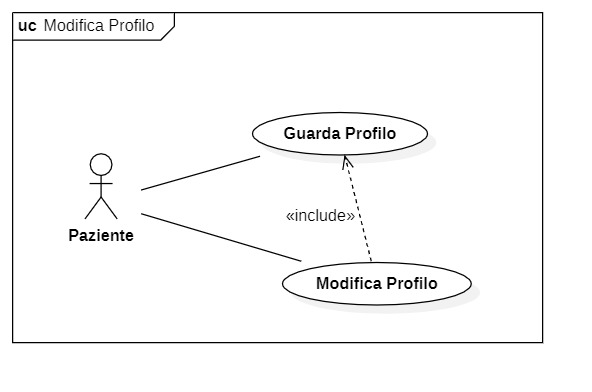 uc Modifica Profilo
Guarda Profilo
«include»
Paziente
Modifica Profilo